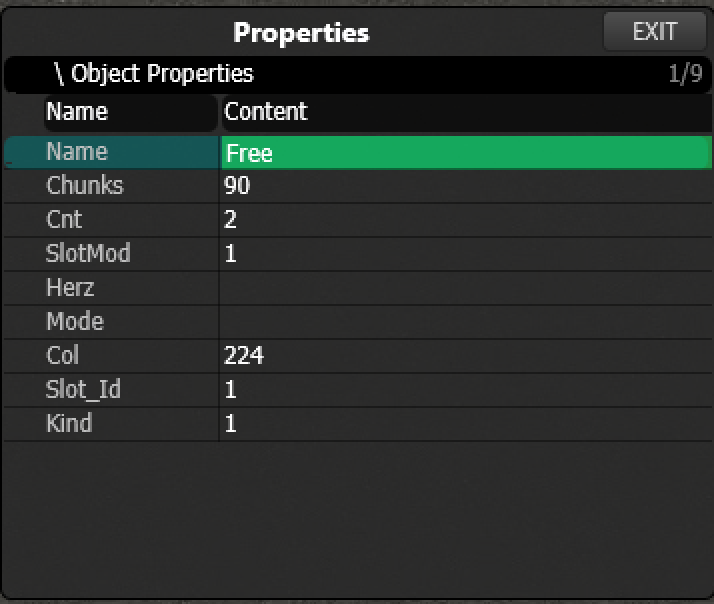 Properties EXIT
\ Object Properties 1/9
Name Content
Name Free
Chunks 90
Cnt 2
SlotMod 1
Herz
Mode
Col 224
Slot_Id 1
Kind 1